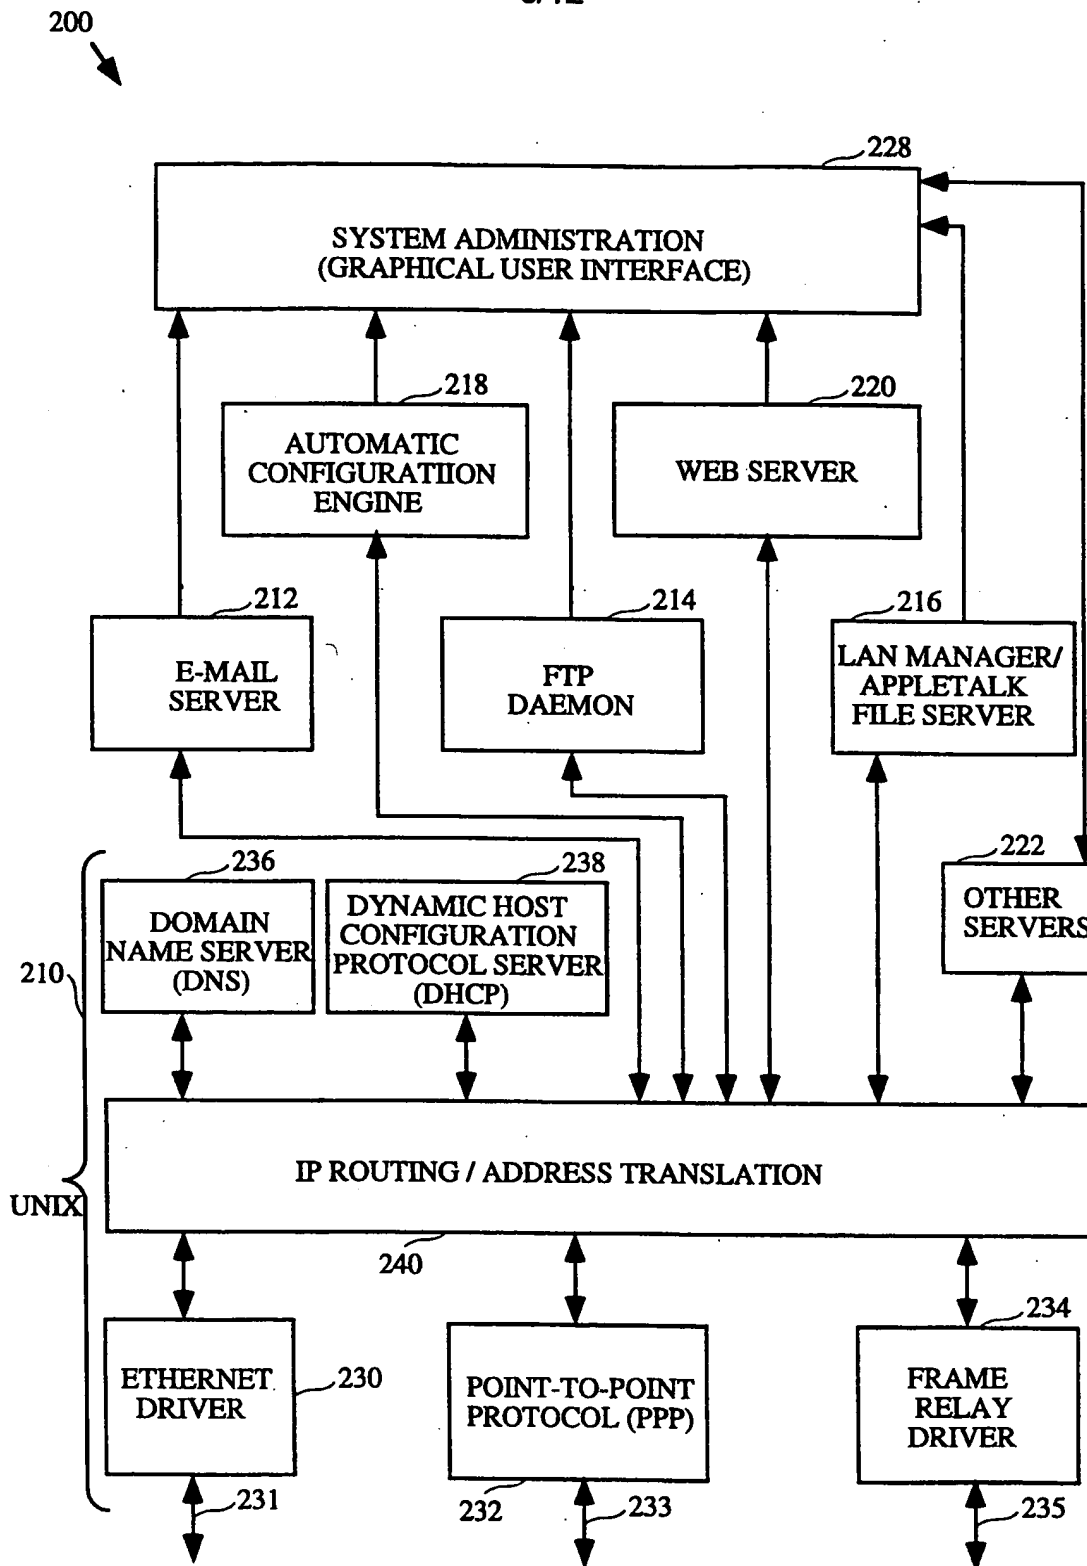 200
228
SYSTEM ADMINISTRATION
(GRAPHICAL USER INTERFACE)
218
220
AUTOMATIC
CONFIGURATIION
ENGINE
WEB SERVER
212
214
216
E-MAIL
SERVER
FTP
DAEMON
LAN MANAGER/
APPLETALK
FILE SERVER
236
238
222
DOMAIN
NAME SERVER
(DNS)
DYNAMIC HOST
CONFIGURATION
PROTOCOL SERVER
(DHCP)
OTHER
SERVERS
210
IP ROUTING / ADDRESS TRANSLATION
UNIX
240
234
ETHERNET
DRIVER
230
POINT-TO-POINT
PROTOCOL (PPP)
FRAME
RELAY
DRIVER
231
232
233
235